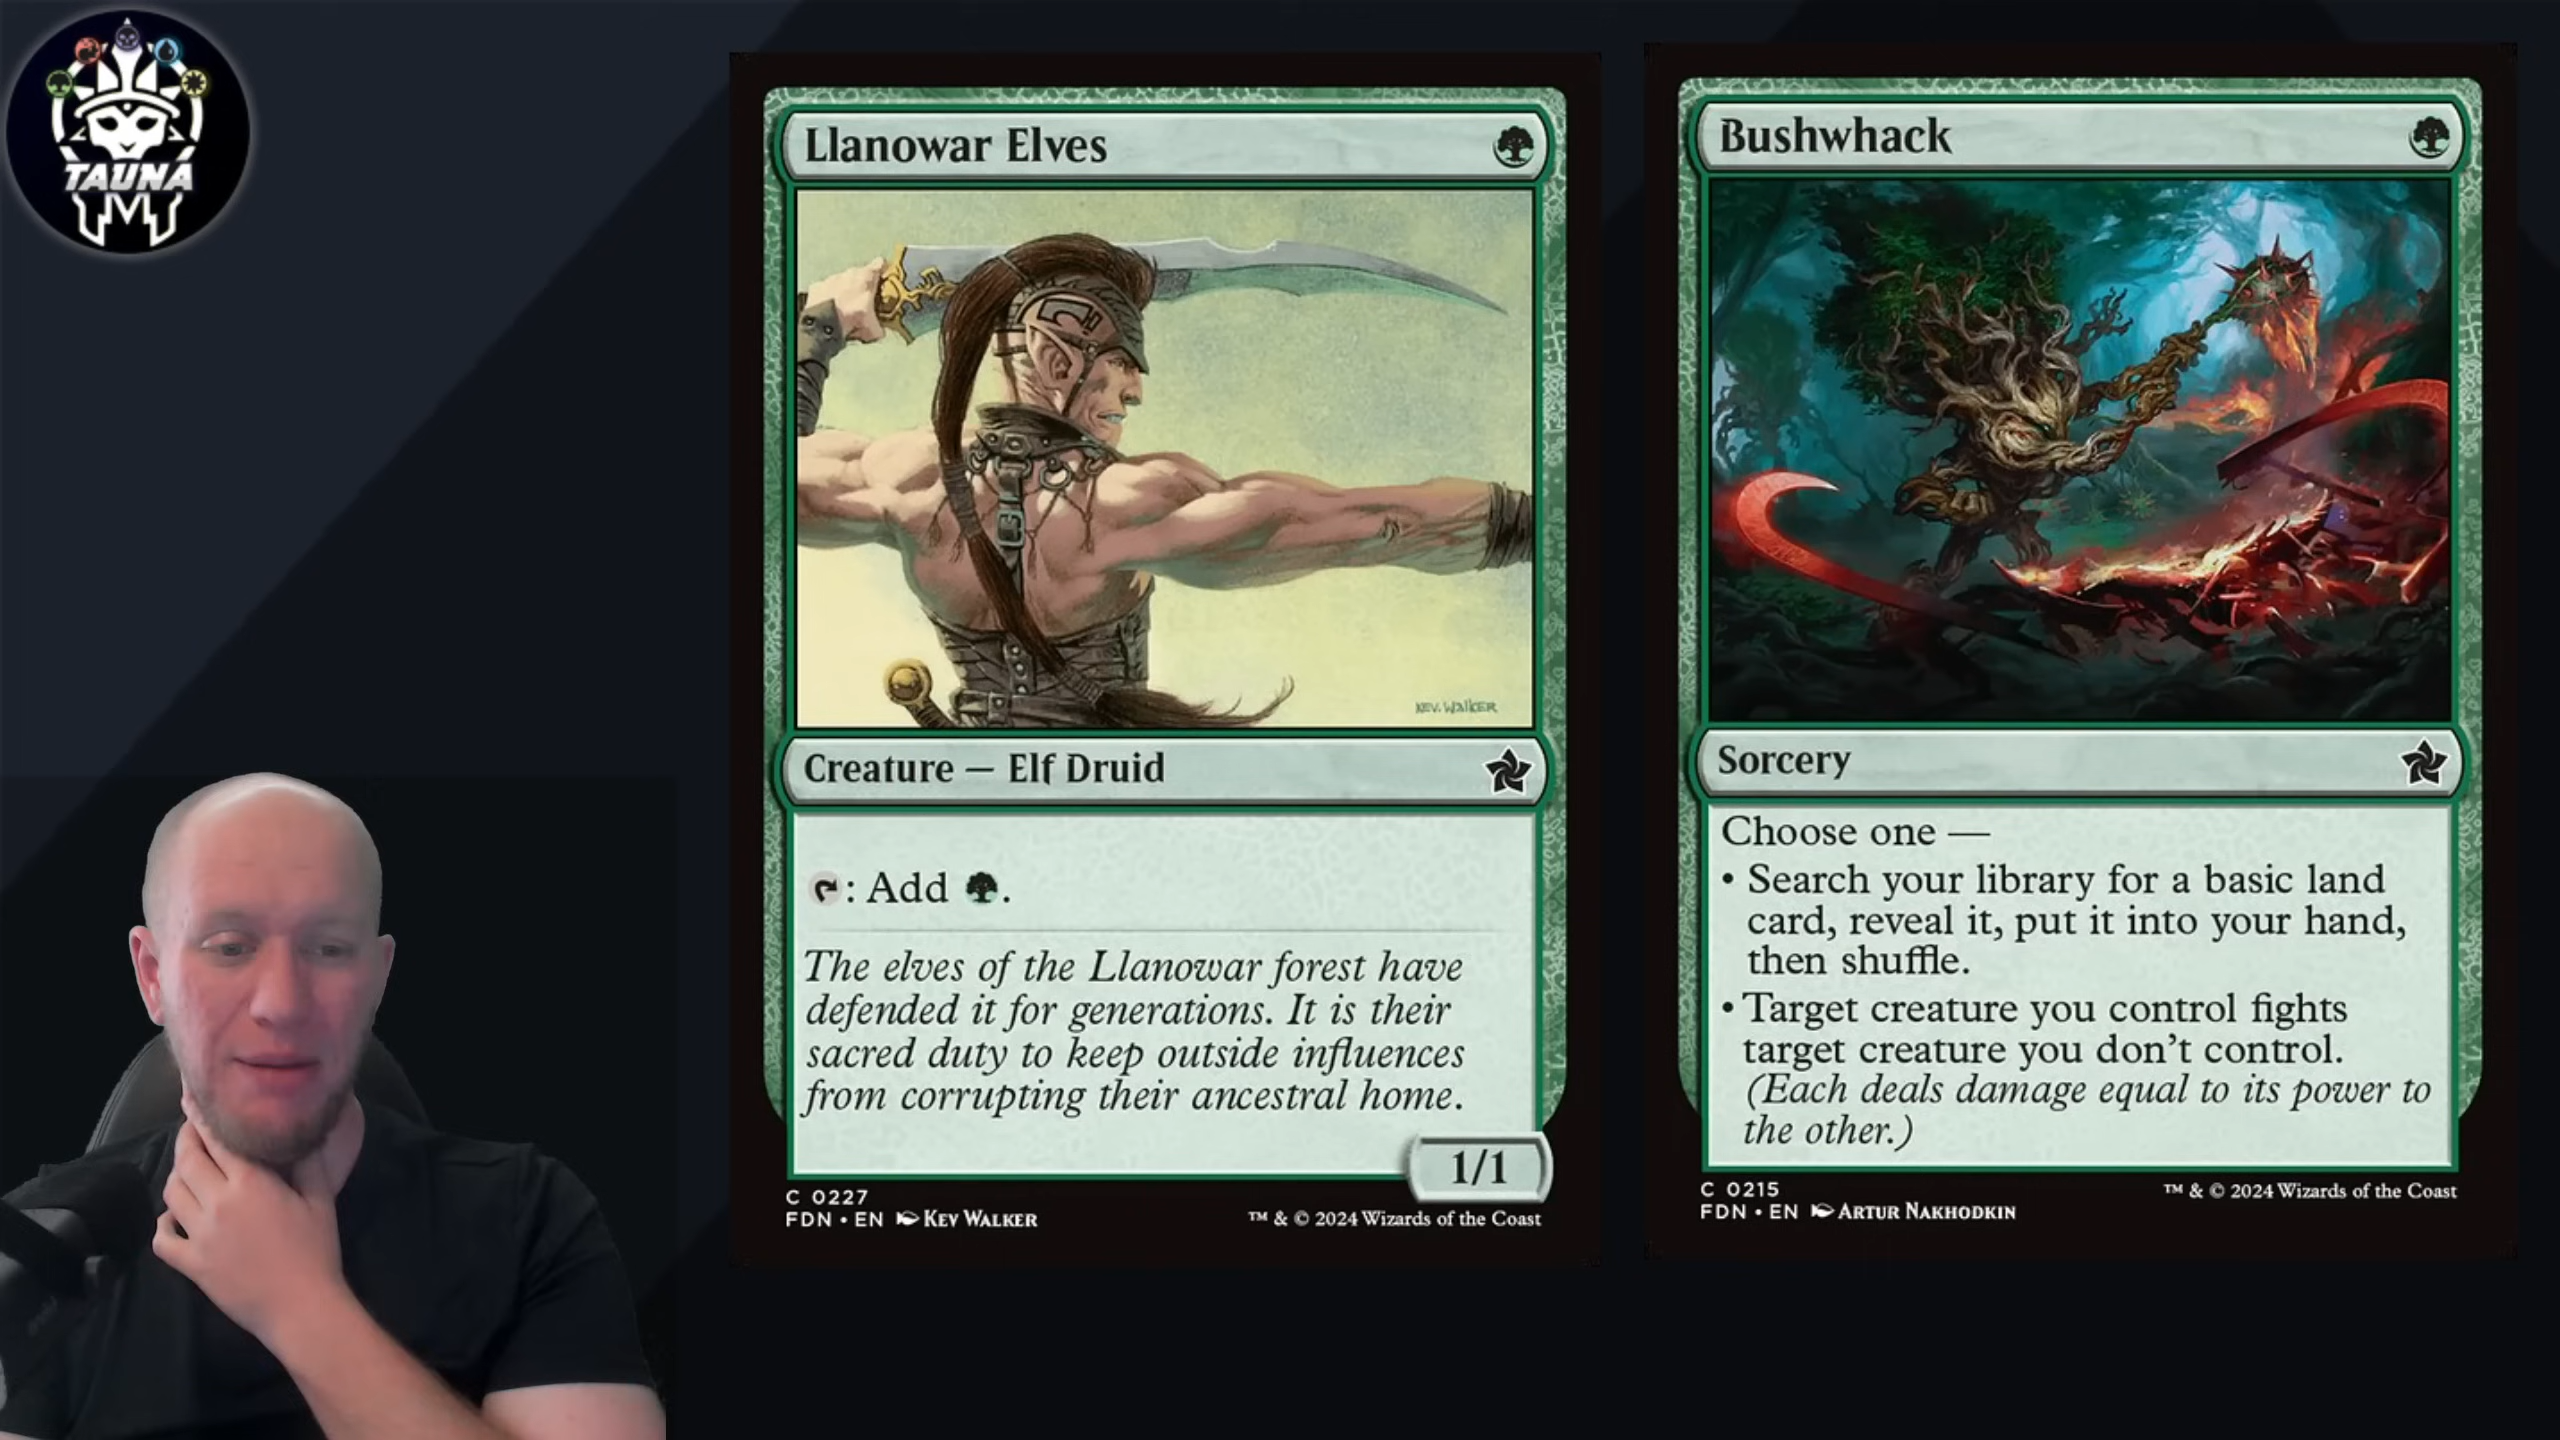 TAUNA
M
Llanowar Elves
KEV. WALKER
Creature — Elf Druid
: Add .
The elves of the Llanowar forest have
defended it for generations. It is their
sacred duty to keep outside influences
from corrupting their ancestral home.
1/1
C 0227
FDN • EN KEV WALKER
™ & © 2024 Wizards of the Coast
Bushwhack
Sorcery
Choose one —
• Search your library for a basic land
card, reveal it, put it into your hand,
then shuffle.
• Target creature you control fights
target creature you don't control.
(Each deals damage equal to its power to
the other.)
C 0215
FDN • EN ARTUR NAKHODKIN
™ & © 2024 Wizards of the Coast